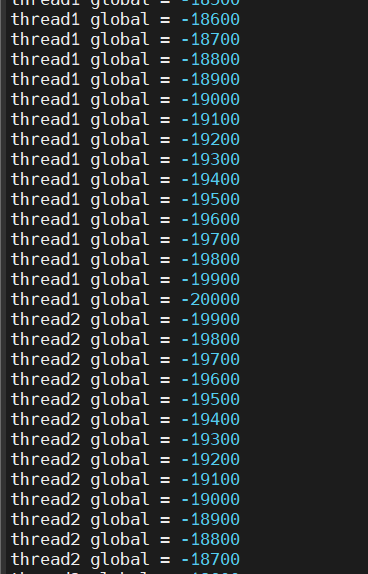 thread1 global = -18500
thread1 global = -18600
thread1 global = -18700
thread1 global = -18800
thread1 global = -18900
thread1 global = -19000
thread1 global = -19100
thread1 global = -19200
thread1 global = -19300
thread1 global = -19400
thread1 global = -19500
thread1 global = -19600
thread1 global = -19700
thread1 global = -19800
thread1 global = -19900
thread1 global = -20000
thread2 global = -19900
thread2 global = -19800
thread2 global = -19700
thread2 global = -19600
thread2 global = -19500
thread2 global = -19400
thread2 global = -19300
thread2 global = -19200
thread2 global = -19100
thread2 global = -19000
thread2 global = -18900
thread2 global = -18800
thread2 global = -18700